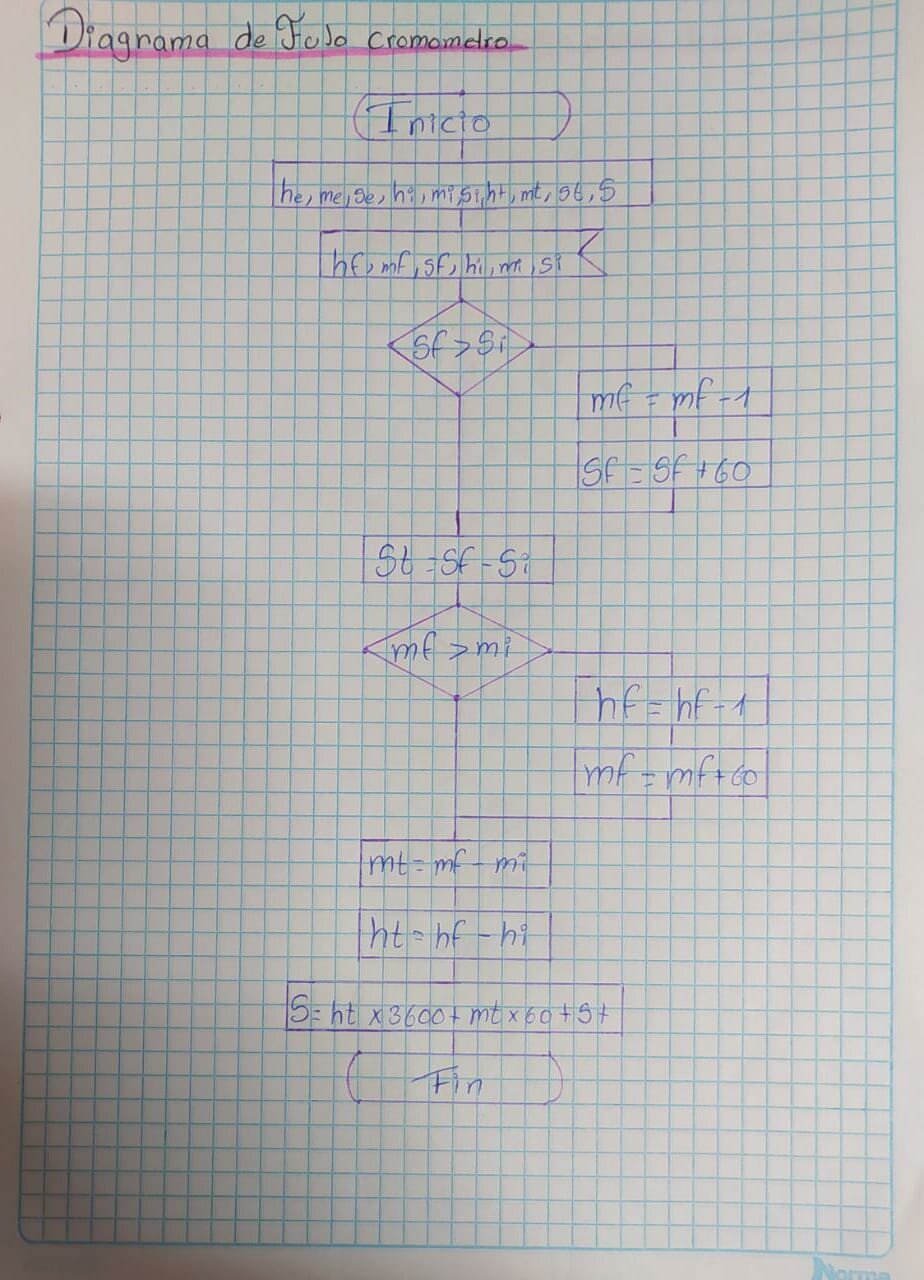 Diagrama de Fulo cromometro
Inicio
he, me, se, hi, mi, si, ht, mt, st, S
hf, mf, sf, hi, mi, si
Sf > Si
mf = mf - 1
Sf = Sf + 60
St = Sf - Si
mf > mi
hf = hf - 1
mf = mf + 60
mt = mf - mi
ht = hf - hi
S = ht x 3600 + mt x 60 + St
Fin
Norma